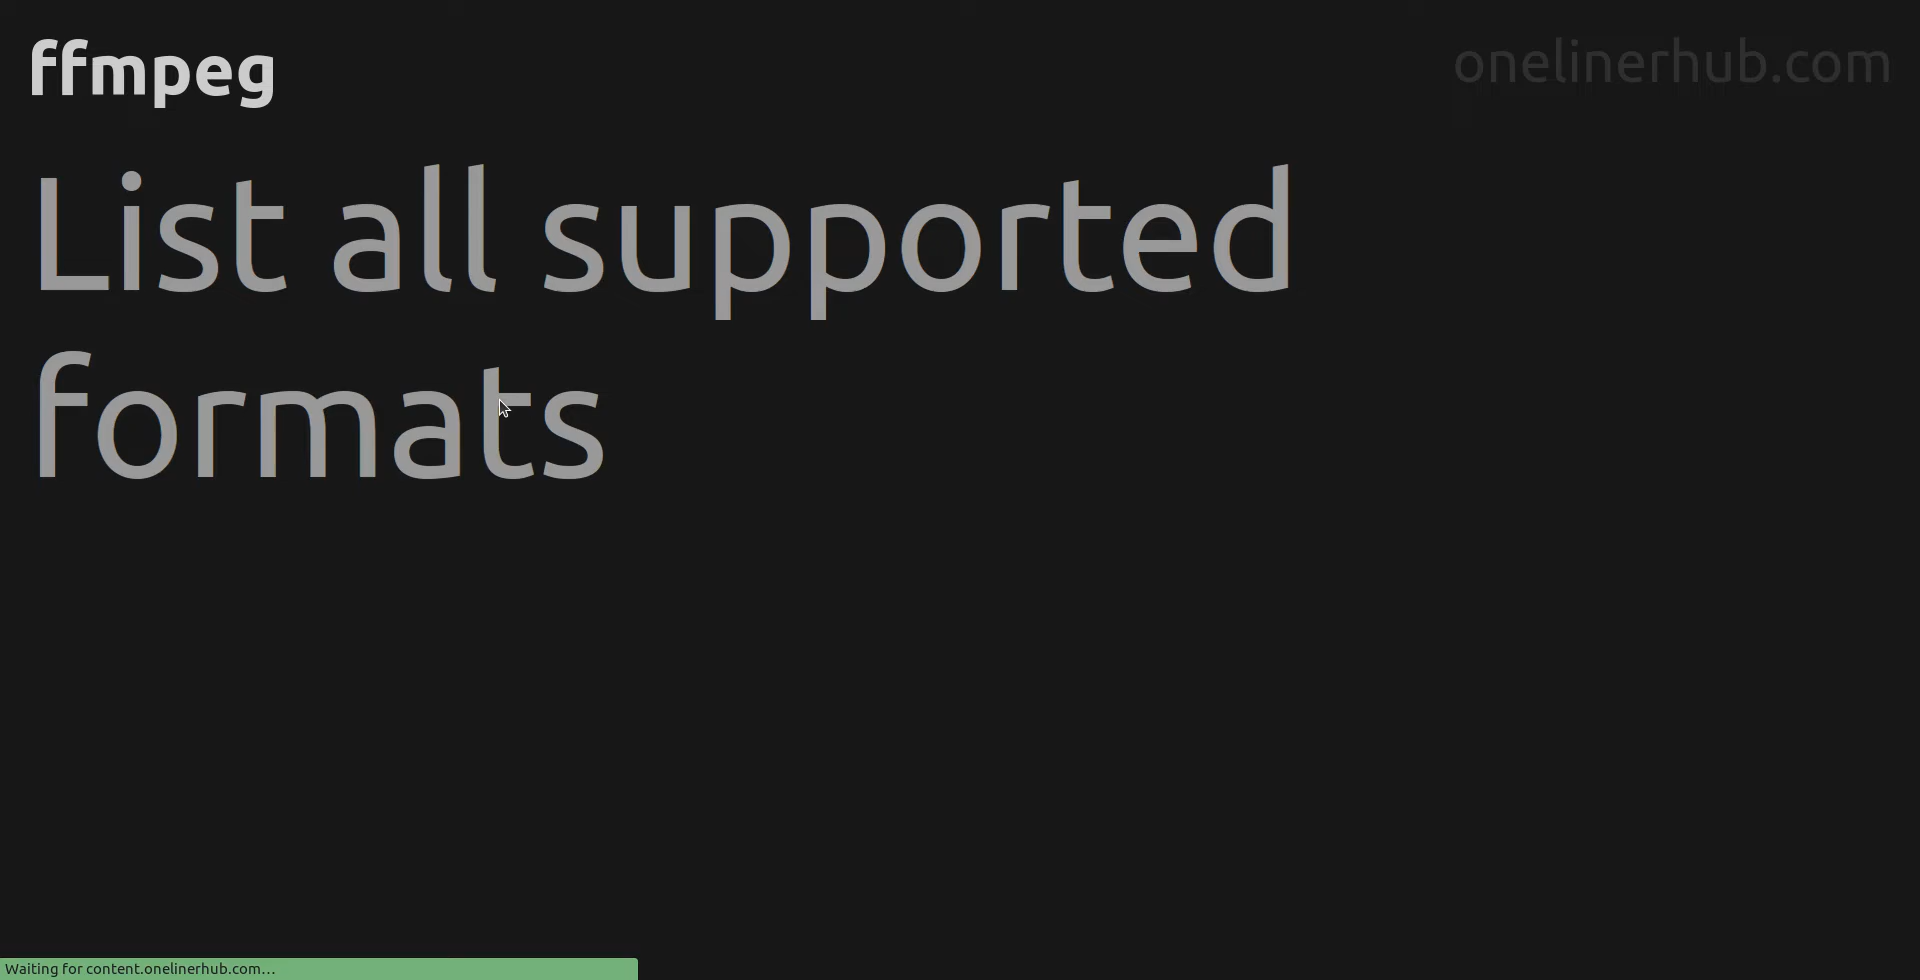 ffmpeg
onelinerhub.com
List all supported
formats
Waiting for content.onelinerhub.com…